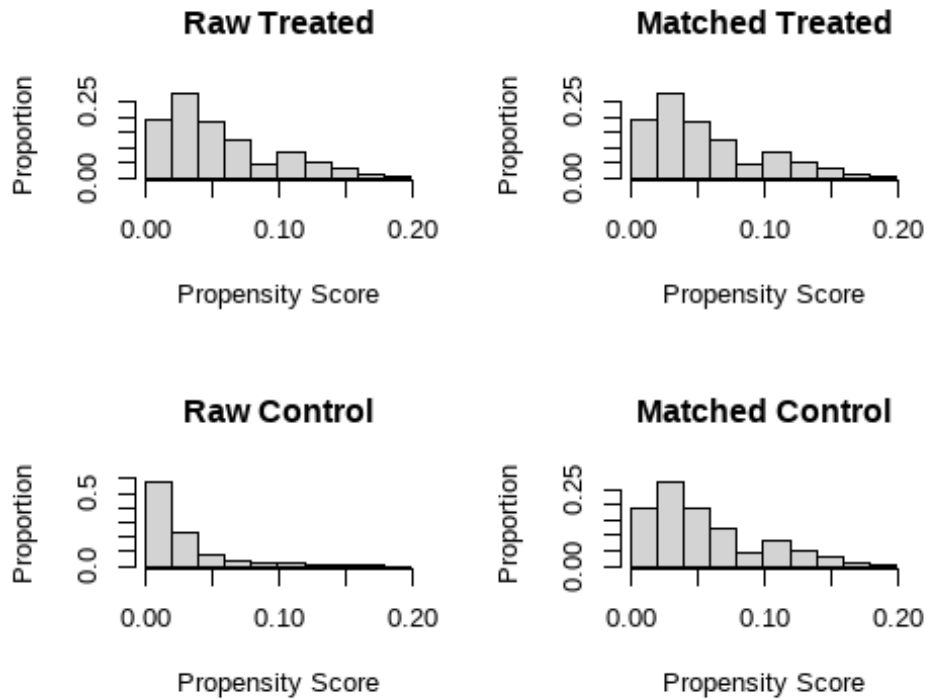 Raw Treated
Proportion
0.00 0.25
0.00 0.10 0.20
Propensity Score
Matched Treated
Proportion
0.00 0.25
0.00 0.10 0.20
Propensity Score
Raw Control
Proportion
0.0 0.5
0.00 0.10 0.20
Propensity Score
Matched Control
Proportion
0.00 0.25
0.00 0.10 0.20
Propensity Score